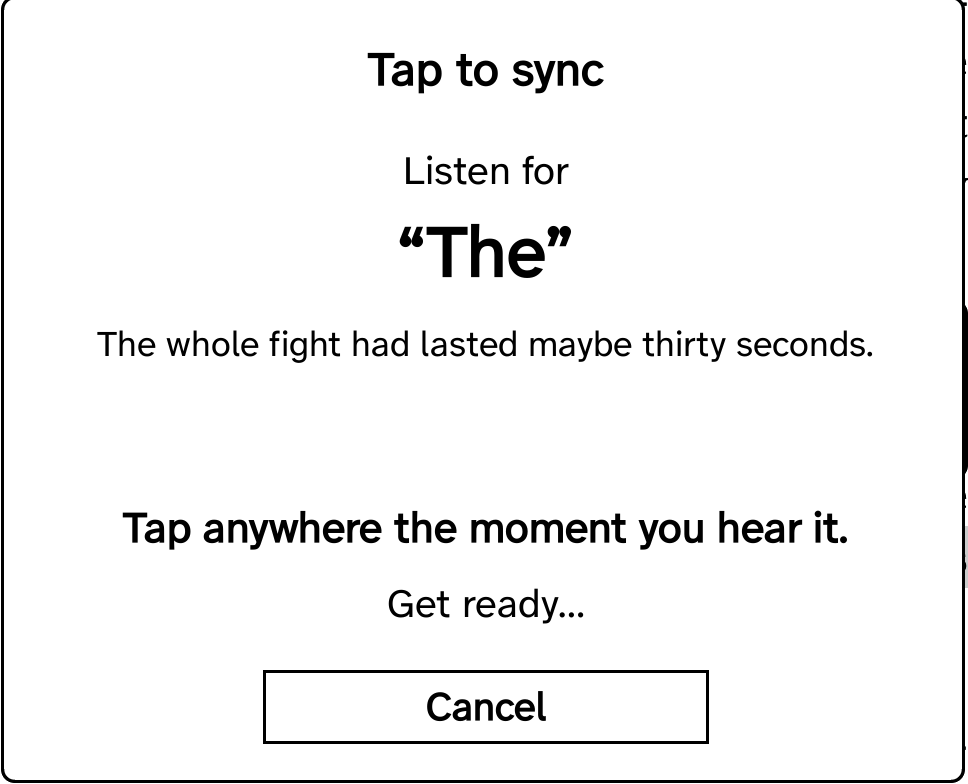 Tap to sync
Listen for
“The”
The whole fight had lasted maybe thirty seconds.
Tap anywhere the moment you hear it.
Get ready...
Cancel